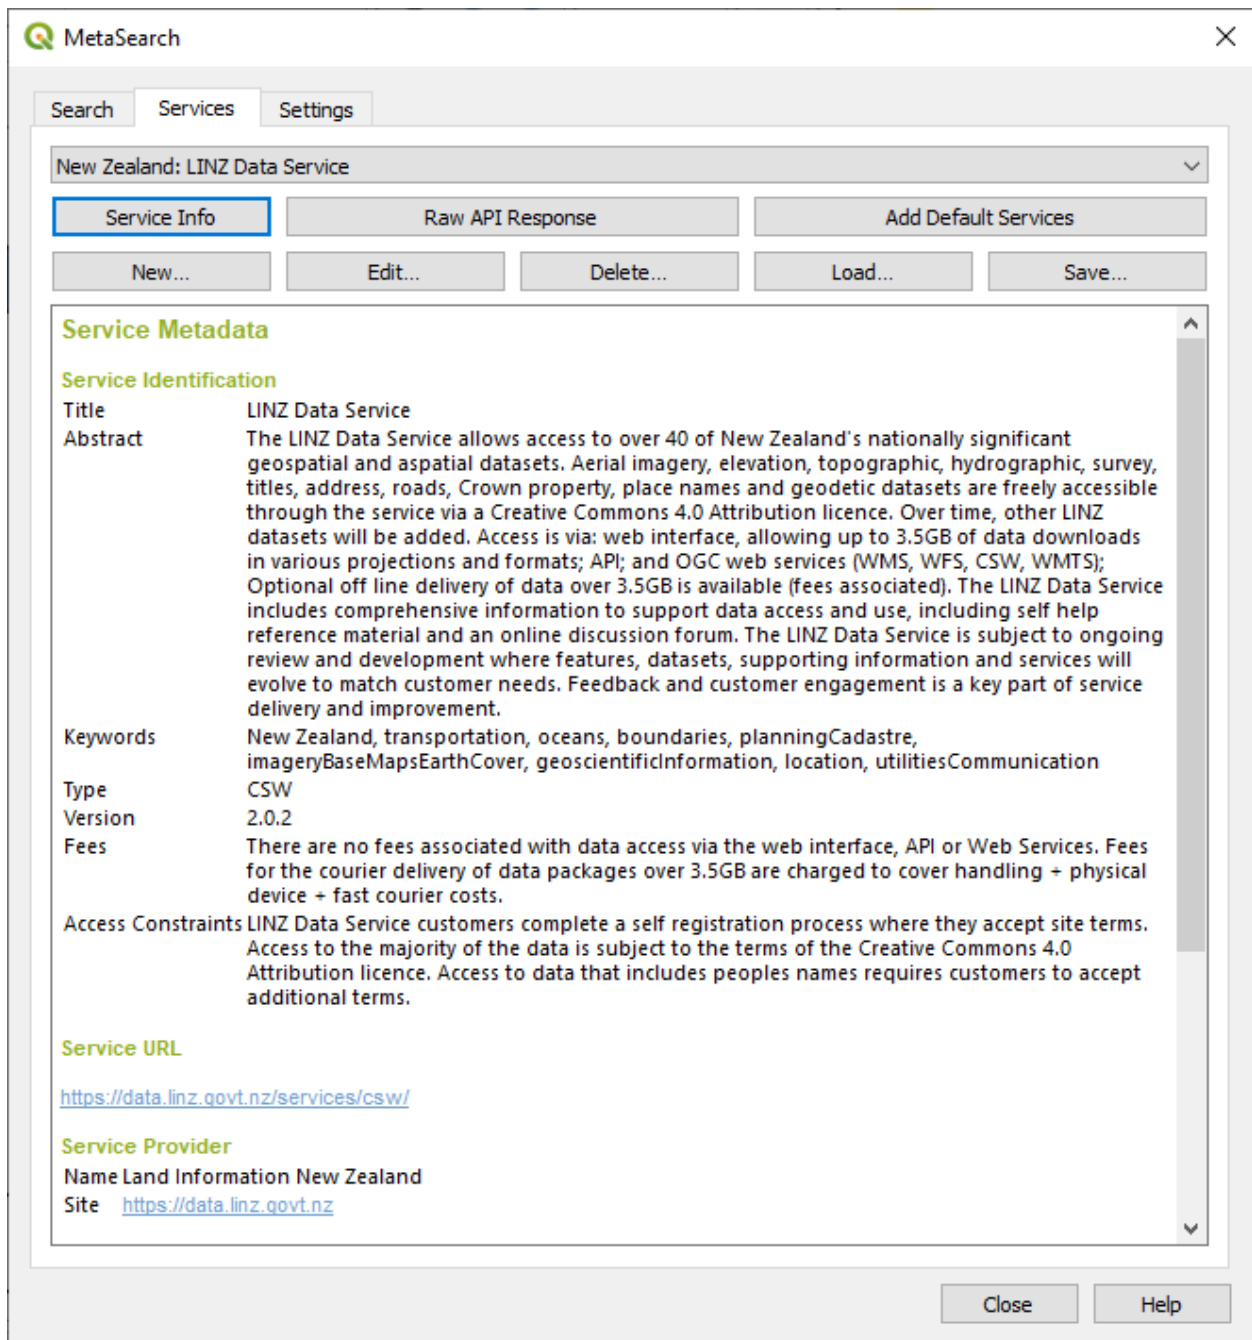 MetaSearch
Search Services Settings
New Zealand: LINZ Data Service
Service Info Raw API Response Add Default Services
New... Edit... Delete... Load... Save...
Service Metadata
Service Identification
Title LINZ Data Service
Abstract The LINZ Data Service allows access to over 40 of New Zealand's nationally significant
geospatial and aspatial datasets. Aerial imagery, elevation, topographic, hydrographic, survey,
titles, address, roads, Crown property, place names and geodetic datasets are freely accessible
through the service via a Creative Commons 4.0 Attribution licence. Over time, other LINZ
datasets will be added. Access is via: web interface, allowing up to 3.5GB of data downloads
in various projections and formats; API; and OGC web services (WMS, WFS, CSW, WMTS);
Optional off line delivery of data over 3.5GB is available (fees associated). The LINZ Data Service
includes comprehensive information to support data access and use, including self help
reference material and an online discussion forum. The LINZ Data Service is subject to ongoing
review and development where features, datasets, supporting information and services will
evolve to match customer needs. Feedback and customer engagement is a key part of service
delivery and improvement.
Keywords New Zealand, transportation, oceans, boundaries, planningCadastre,
imageryBaseMapsEarthCover, geoscientificInformation, location, utilitiesCommunication
Type CSW
Version 2.0.2
Fees There are no fees associated with data access via the web interface, API or Web Services. Fees
for the courier delivery of data packages over 3.5GB are charged to cover handling + physical
device + fast courier costs.
Access Constraints LINZ Data Service customers complete a self registration process where they accept site terms.
Access to the majority of the data is subject to the terms of the Creative Commons 4.0
Attribution licence. Access to data that includes peoples names requires customers to accept
additional terms.
Service URL
https://data.linz.govt.nz/services/csw/
Service Provider
Name Land Information New Zealand
Site https://data.linz.govt.nz
Close Help